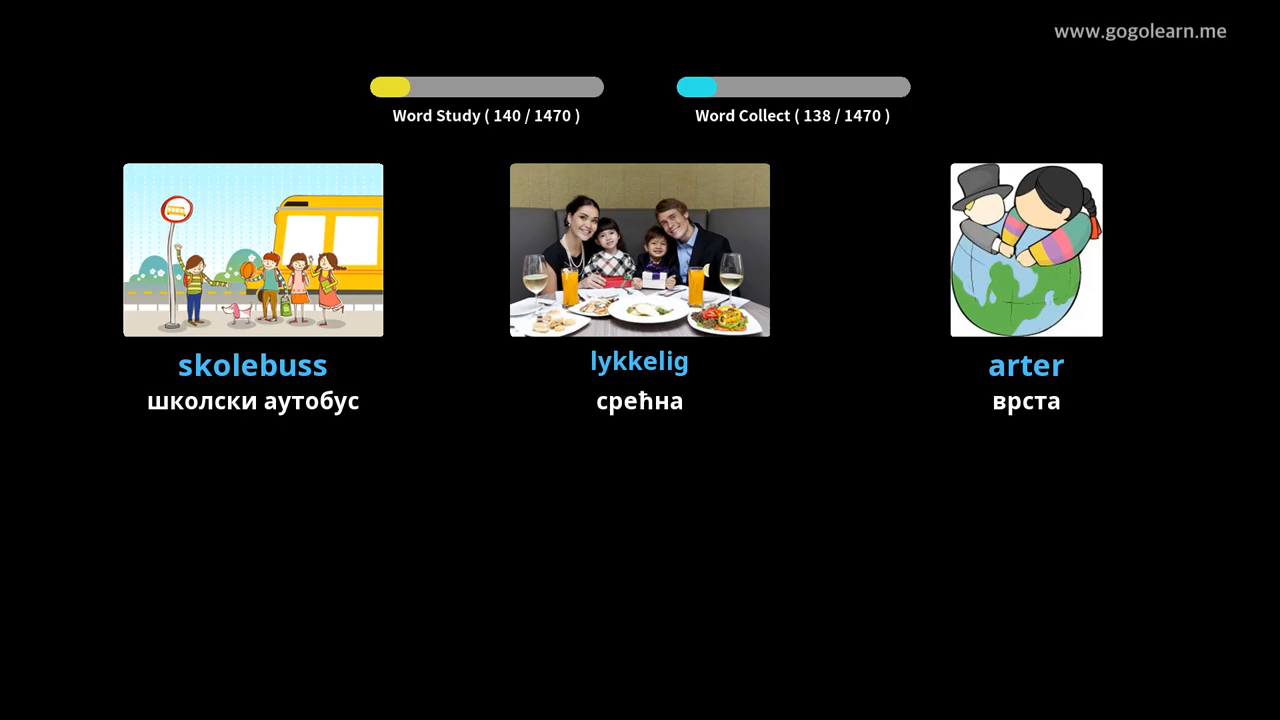 www.gogolearn.me
Word Study ( 140 / 1470 )
Word Collect ( 138 / 1470 )
skolebuss
школски аутобус
lykkelig
срећна
arter
врста